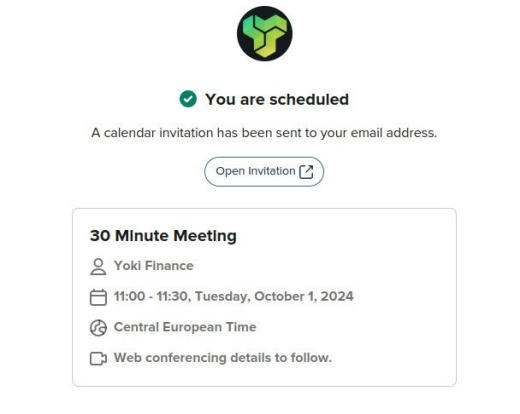 You are scheduled
A calendar invitation has been sent to your email address.
Open Invitation
30 Minute Meeting
Yoki Finance
11:00 - 11:30, Tuesday, October 1, 2024
Central European Time
Web conferencing details to follow.